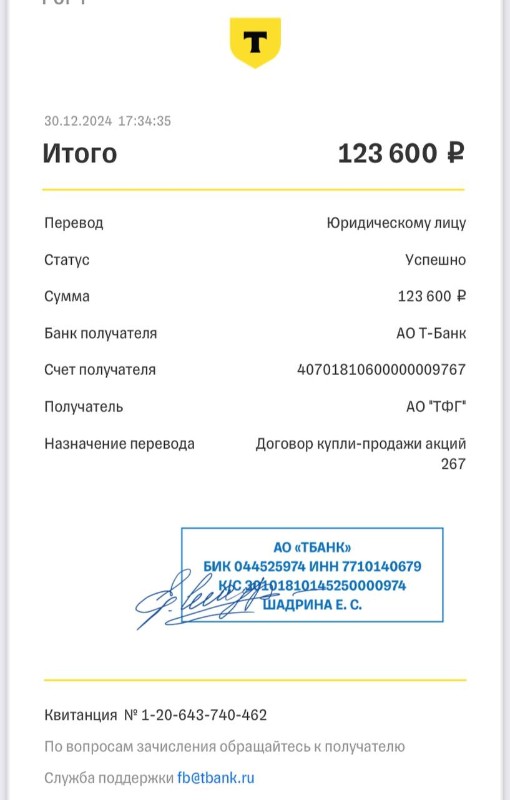 Т
30.12.2024 17:34:35
Итого 123 600 ₽
Перевод Юридическому лицу
Статус Успешно
Сумма 123 600 ₽
Банк получателя АО Т-Банк
Счет получателя 40701810600000009767
Получатель АО "ТФГ"
Назначение перевода Договор купли-продажи акций
267
АО «ТБАНК»
БИК 044525974 ИНН 7710140679
К/С 30101810145250000974
ШАДРИНА Е. С.
Квитанция № 1-20-643-740-462
По вопросам зачисления обращайтесь к получателю
Служба поддержки fb@tbank.ru